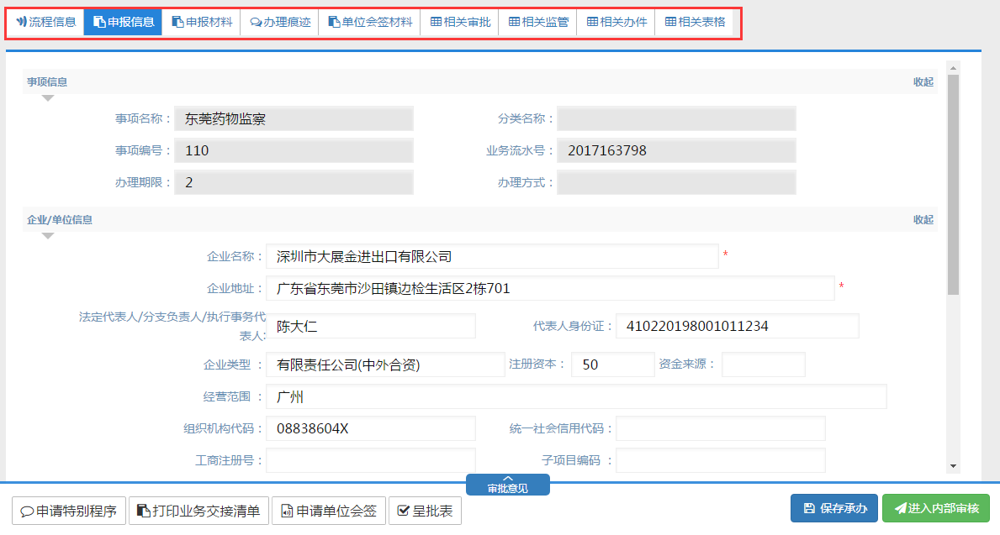 流程信息 申报信息 申报材料 办理痕迹 单位会签材料 相关审批 相关监管 相关办件 相关表格
事项信息 收起
事项名称： 东莞药物监察 分类名称：
事项编号： 110 业务流水号： 2017163798
办理期限： 2 办理方式：
企业/单位信息 收起
企业名称： 深圳市大展金进出口有限公司 *
企业地址： 广东省东莞市沙田镇边检生活区2栋701 *
法定代表人/分支负责人/执行事务代
表人: 陈大仁 代表人身份证： 410220198001011234
企业类型 ： 有限责任公司(中外合资) 注册资本： 50 资金来源：
经营范围 ： 广州
组织机构代码： 08838604X 统一社会信用代码：
工商注册号： 子项目编码 ：
审批意见
申请特别程序 打印业务交接清单 申请单位会签 呈批表 保存承办 进入内部审核